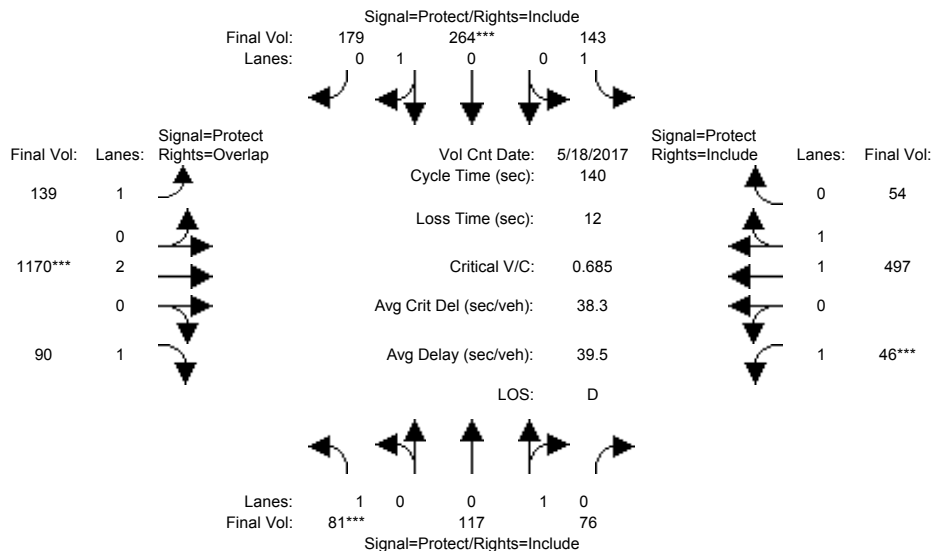 Signal=Protect/Rights=Include
Final Vol: 179 264*** 143
Lanes: 0 1 0 0 1
Signal=Protect Signal=Protect
Final Vol: Lanes: Rights=Overlap Vol Cnt Date: 5/18/2017 Rights=Include Lanes: Final Vol:
Cycle Time (sec): 140
139 1 0 54
Loss Time (sec): 12
0 1
1170*** 2 Critical V/C: 0.685 1 497
0 Avg Crit Del (sec/veh): 38.3 0
90 1 Avg Delay (sec/veh): 39.5 1 46***
LOS: D
Lanes: 1 0 0 1 0
Final Vol: 81*** 117 76
Signal=Protect/Rights=Include